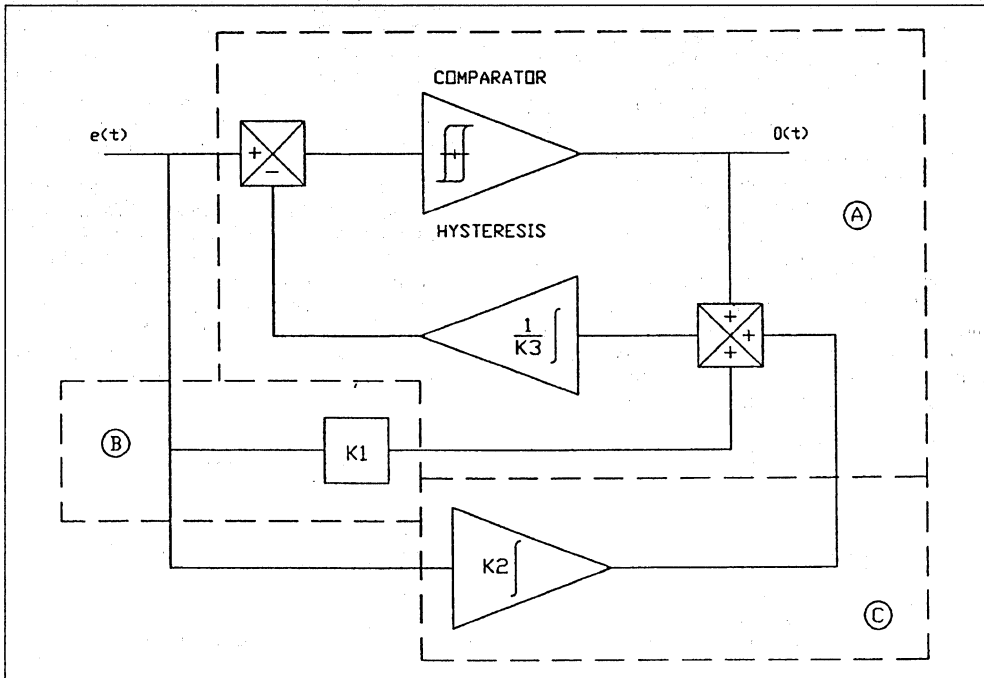 COMPARATOR
e(t)
O(t)
+
−
HYSTERESIS
A
+
+
+
1
K3 ∫
B
K1
K2 ∫
C